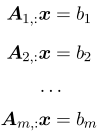 𝑨₁,:𝒙 = b₁
𝑨₂,:𝒙 = b₂
⋯
𝑨ₘ,:𝒙 = bₘ